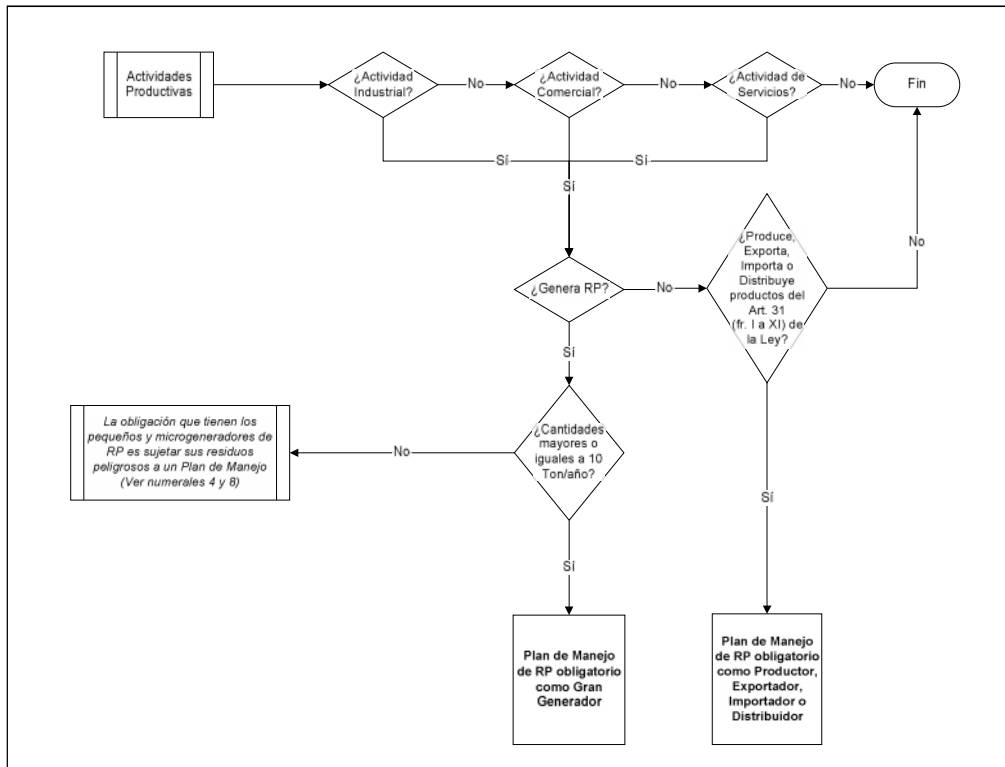 Actividades
Productivas
¿Actividad
Industrial?
No
¿Actividad
Comercial?
No
¿Actividad de
Servicios?
No
Fin
Sí
Sí
Sí
¿Genera RP?
No
¿Produce,
Exporta,
Importa o
Distribuye
productos del
Art. 31
(fr. I a XI) de
la Ley?
No
Sí
La obligación que tienen los
pequeños y microgeneradores de
RP es sujetar sus residuos
peligrosos a un Plan de Manejo
(Ver numerales 4 y 8)
No
¿Cantidades
mayores o
iguales a 10
Ton/año?
Sí
Sí
Plan de Manejo
de RP obligatorio
como Gran
Generador
Plan de Manejo
de RP obligatorio
como Productor,
Exportador,
Importador o
Distribuidor